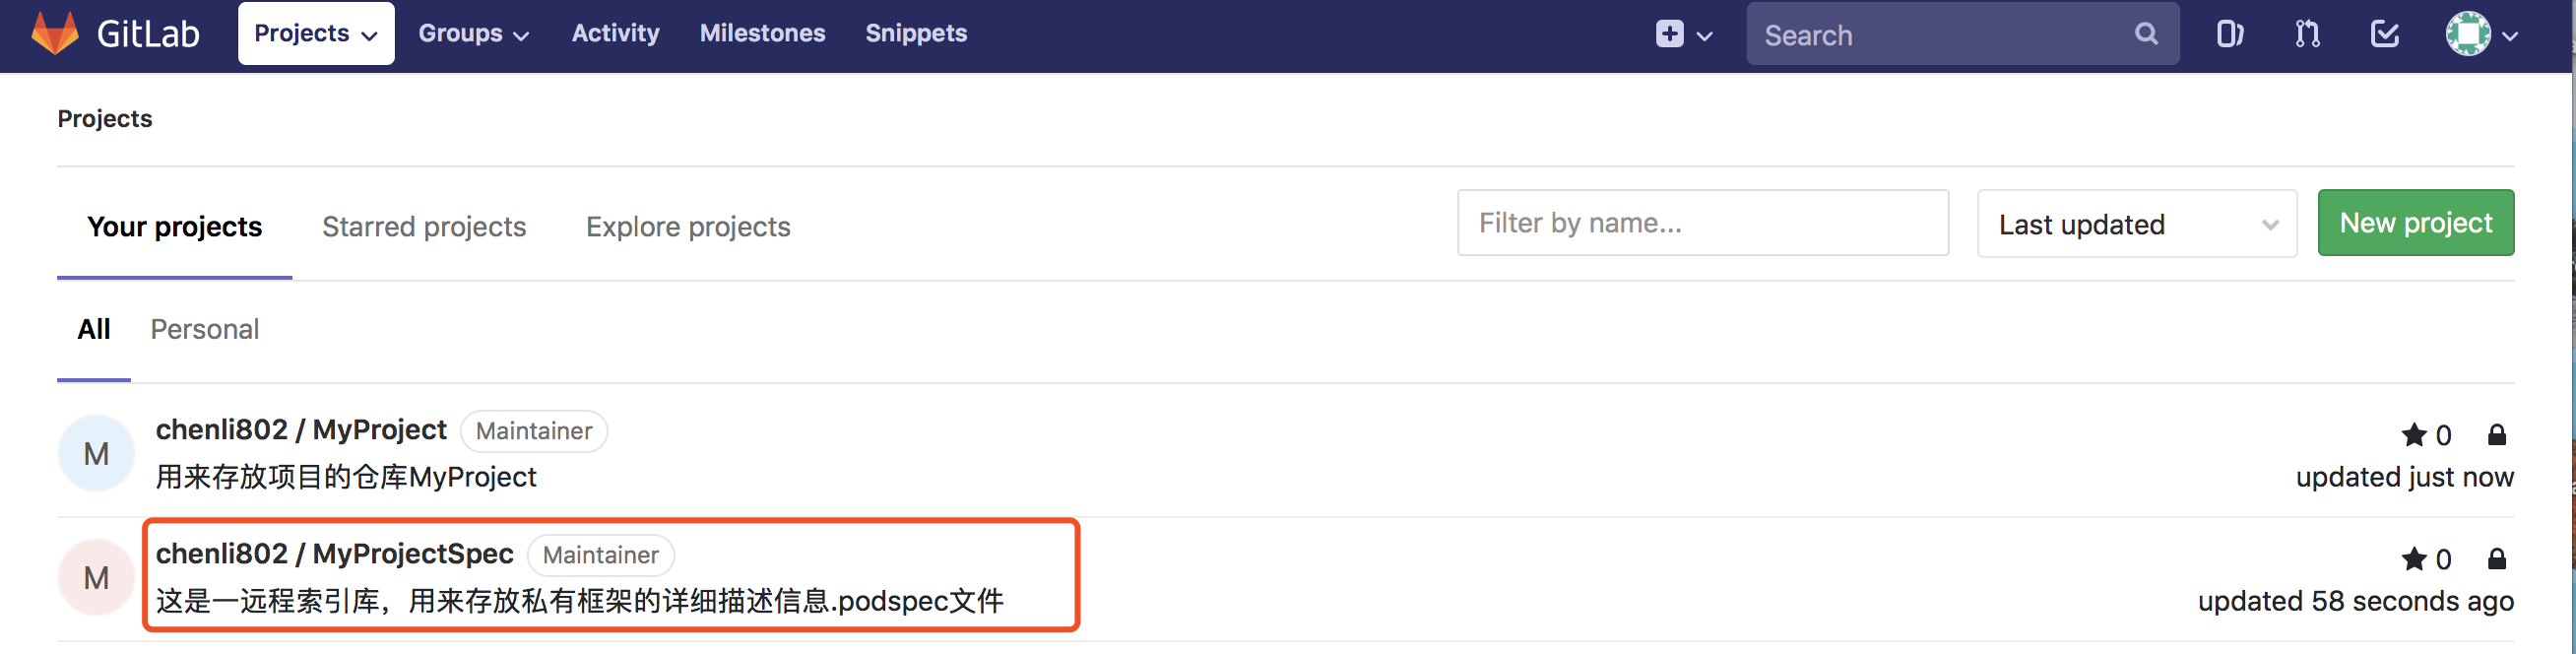 GitLab Projects Groups Activity Milestones Snippets Search
Projects
Your projects Starred projects Explore projects Filter by name... Last updated New project
All Personal
M chenli802 / MyProject Maintainer 0
用来存放项目的仓库MyProject updated just now
M chenli802 / MyProjectSpec Maintainer 0
这是一远程索引库，用来存放私有框架的详细描述信息.podspec文件 updated 58 seconds ago